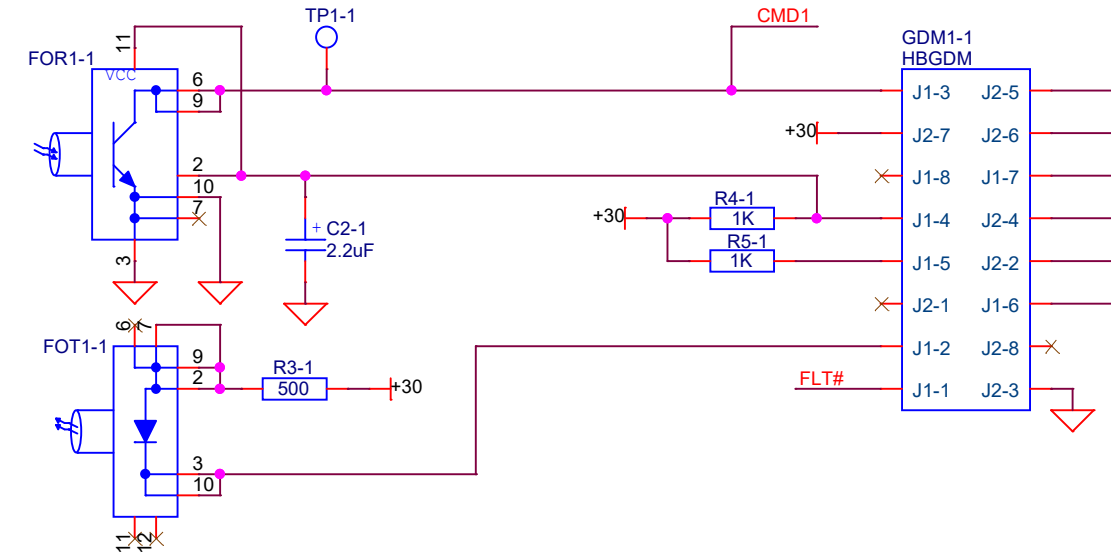 TP1-1
CMD1
11
FOR1-1
VCC
6
9
2
10
7
3
+ C2-1
2.2uF
GDM1-1
HBGDM
J1-3 J2-5
+30 J2-7 J2-6
J1-8 J1-7
R4-1
+30 1K J1-4 J2-4
R5-1
1K J1-5 J2-2
J2-1 J1-6
J1-2 J2-8
FLT# J1-1 J2-3
FOT1-1
6 7
9
2
R3-1
500 +30
3
10
11 12